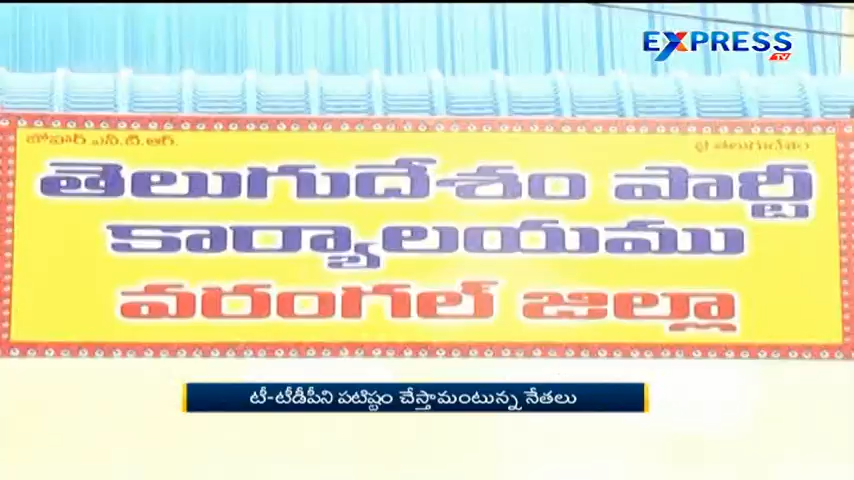 EXPRESS
TV
జోహార్ ఎన్.టి.ఆర్.
జై తెలుగుదేశం
తెలుగుదేశం పార్టీ
కార్యాలయము
వరంగల్ జిల్లా
టీ-టీడీపీని పటిష్టం చేస్తామంటున్న నేతలు